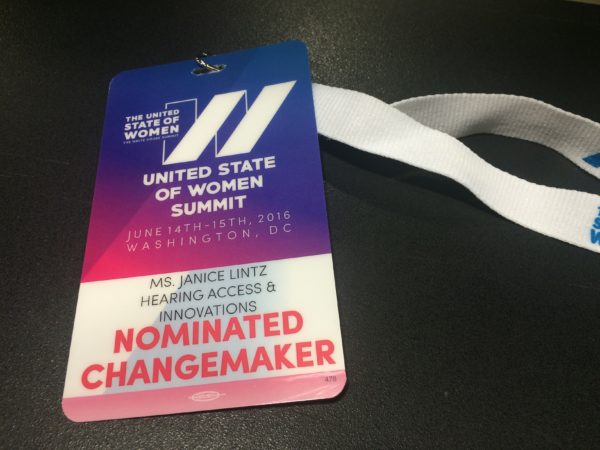 THE UNITED
STATE OF
WOMEN
THE WHITE HOUSE SUMMIT
UNITED STATE
OF WOMEN
SUMMIT
JUNE 14TH-15TH, 2016
WASHINGTON, DC
MS. JANICE LINTZ
HEARING ACCESS &
INNOVATIONS
NOMINATED
CHANGEMAKER
476